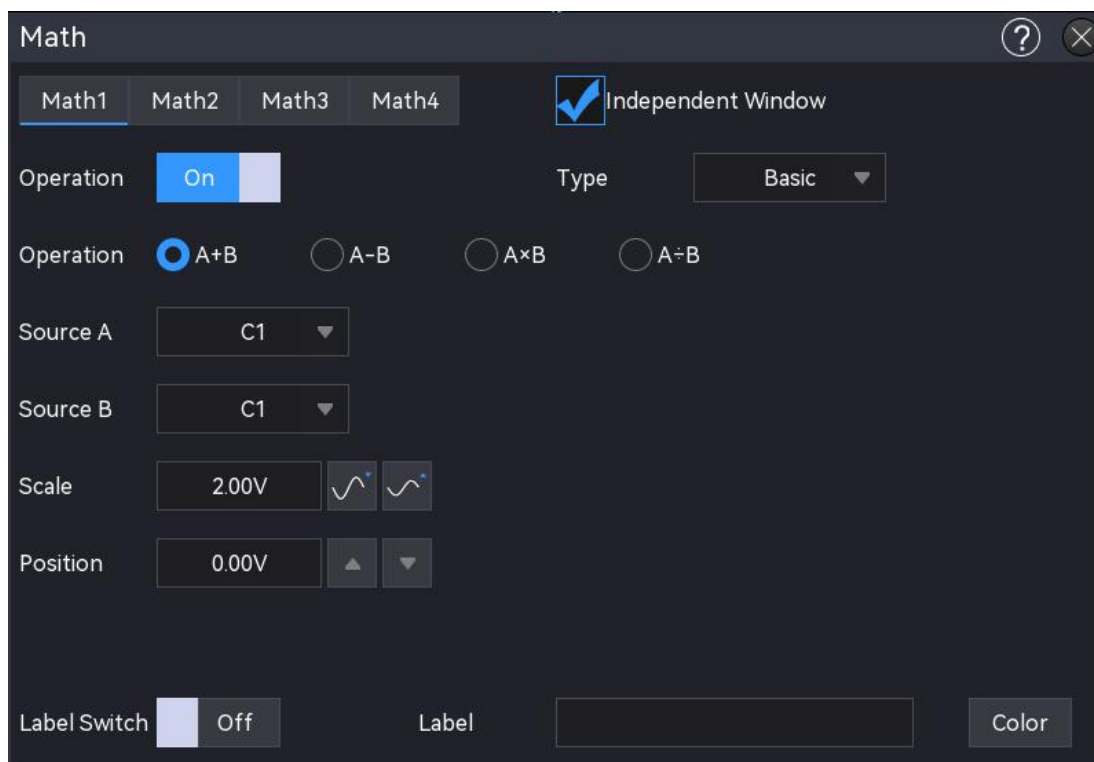 Math ?
Math1 Math2 Math3 Math4 Independent Window
Operation On Type Basic
Operation A+B A-B A×B A÷B
Source A C1
Source B C1
Scale 2.00V
Position 0.00V
Label Switch Off Label Color